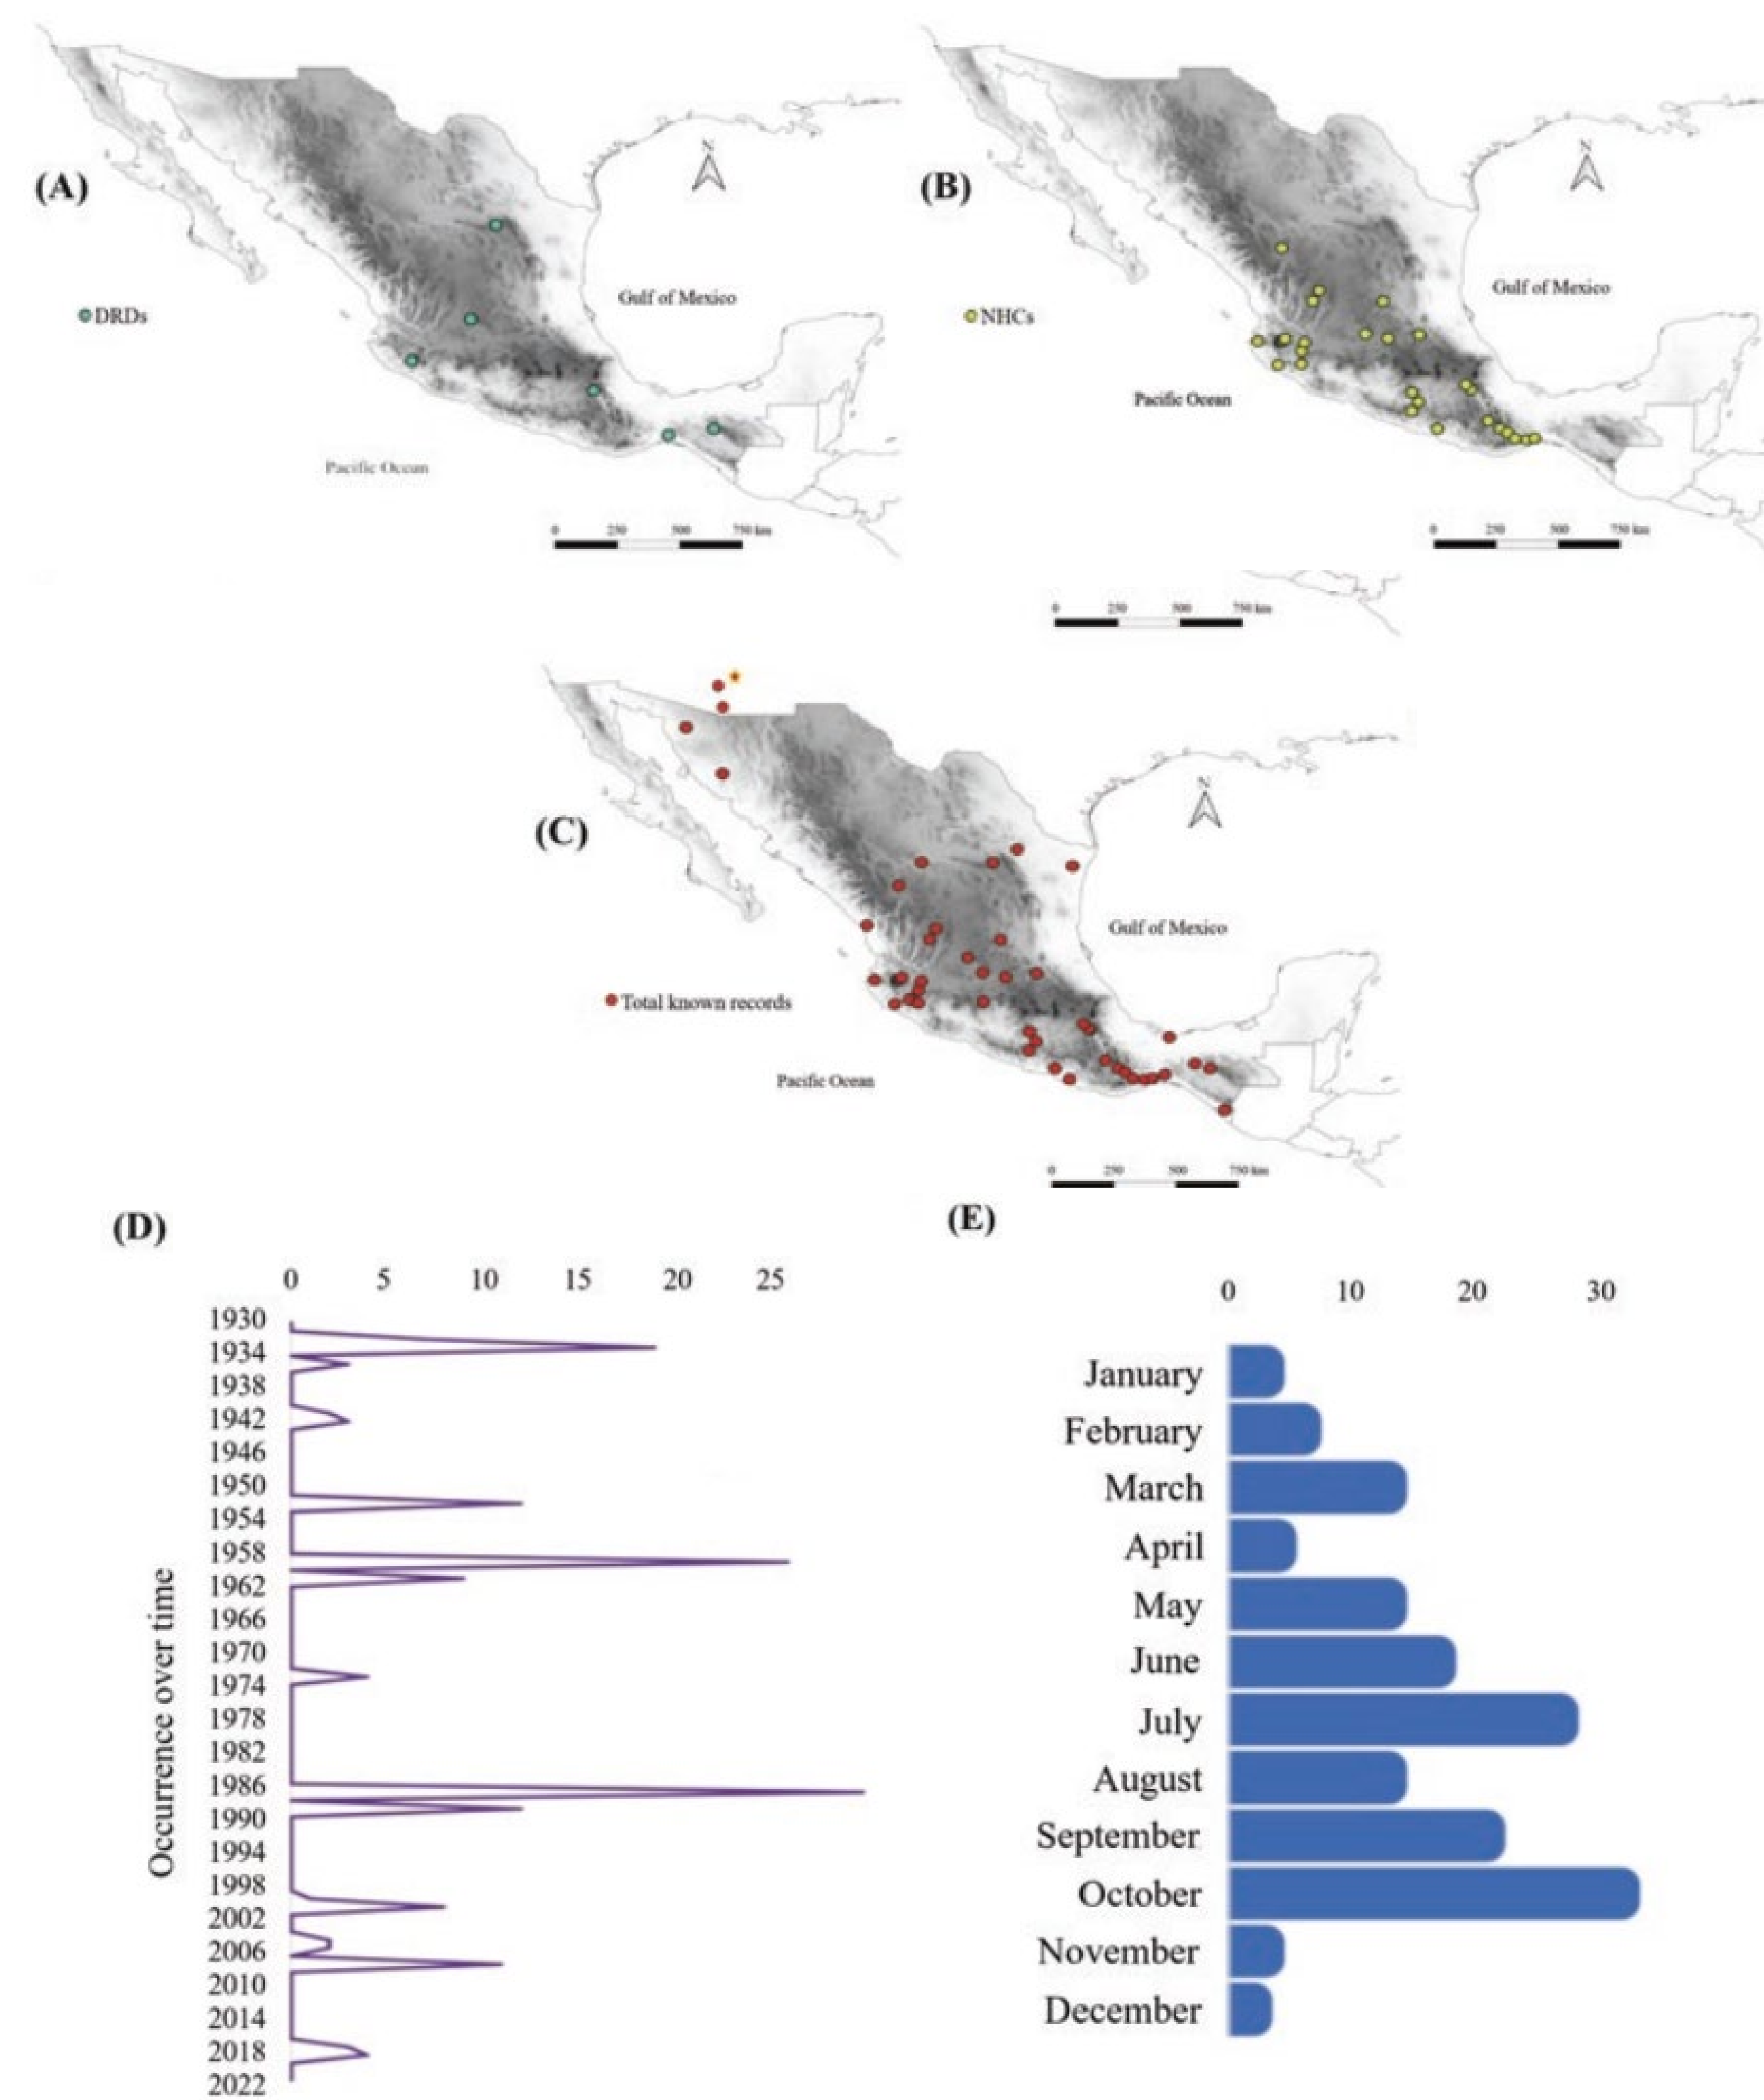 (A)
N
Gulf of Mexico
DRDs
Pacific Ocean
0 250 500 750 km
(B)
N
Gulf of Mexico
NHCs
Pacific Ocean
0 250 500 750 km
0 250 500 750 km
(C)
N
Gulf of Mexico
Total known records
Pacific Ocean
0 250 500 750 km
(D)
0 5 10 15 20 25
Occurrence over time
1930
1934
1938
1942
1946
1950
1954
1958
1962
1966
1970
1974
1978
1982
1986
1990
1994
1998
2002
2006
2010
2014
2018
2022
(E)
0 10 20 30
January
February
March
April
May
June
July
August
September
October
November
December